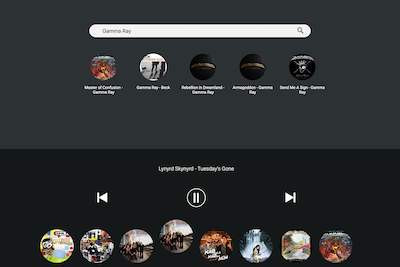 Gamma Ray
Master of Confusion -
Gamma Ray
Gamma Ray - Beck
Rebellion in Dreamland -
Gamma Ray
Armageddon - Gamma
Ray
Send Me A Sign - Gamma
Ray
Lynyrd Skynyrd - Tuesday's Gone